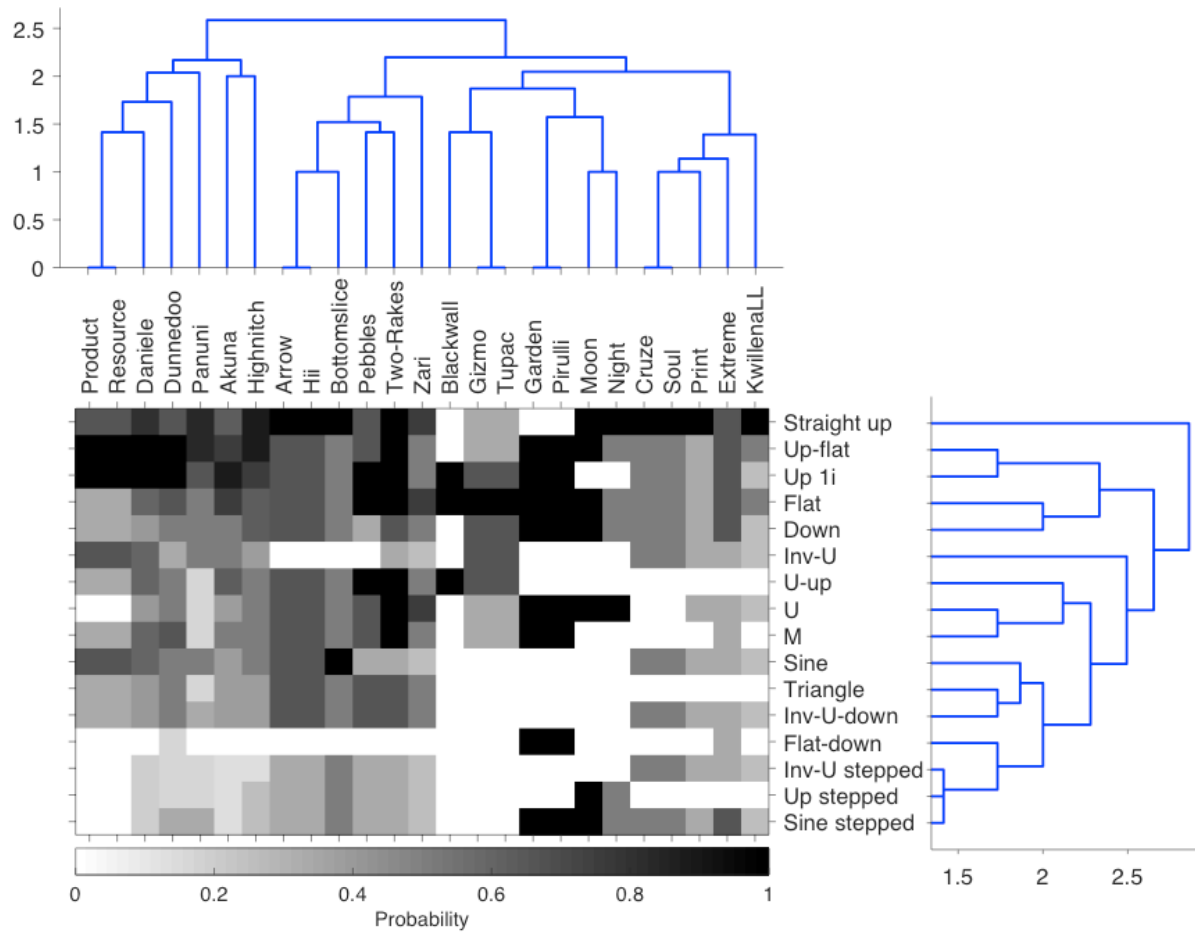 2.5
2
1.5
1
0.5
0
Product
Resource
Daniele
Dunnedoo
Panuni
Akuna
Highnitch
Arrow
Hii
Bottomslice
Pebbles
Two-Rakes
Zari
Blackwall
Gizmo
Tupac
Garden
Pirulli
Moon
Night
Cruze
Soul
Print
Extreme
KwillenaLL
Straight up
Up-flat
Up 1i
Flat
Down
Inv-U
U-up
U
M
Sine
Triangle
Inv-U-down
Flat-down
Inv-U stepped
Up stepped
Sine stepped
0 0.2 0.4 0.6 0.8 1
Probability
1.5 2 2.5